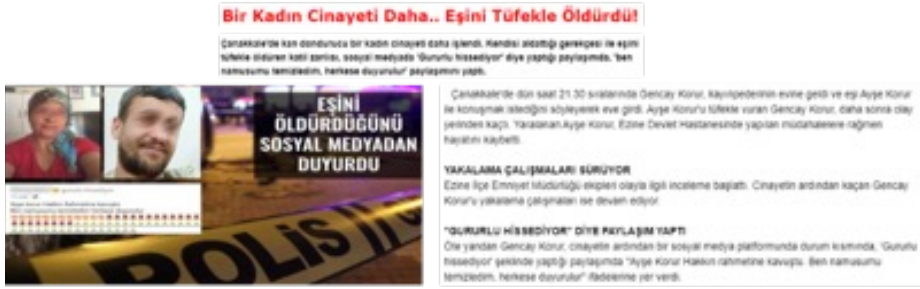 Bir Kadın Cinayeti Daha.. Eşini Tüfekle Öldürdü!
Çanakkale'de kan dondurucu bir kadın cinayeti daha işlendi. Kendisi aldattığı gerekçesi ile eşini
tüfekle öldüren katil zanlısı, sosyal medyada 'Gururlu hissediyor' diye yaptığı paylaşımda, 'ben
namusumu temizledim, herkese duyurulur' paylaşımını yaptı.
EŞİNİ
ÖLDÜRDÜĞÜNÜ
SOSYAL MEDYADAN
DUYURDU
POLİS
Çanakkale'de dün saat 21.30 sıralarında Gencay Korur, kayınpederinin evine geldi ve eşi Ayşe Korur
ile konuşmak istediğini söyleyerek eve girdi. Ayşe Korur'u tüfekle vuran Gencay Korur, daha sonra olay
yerinden kaçtı. Yaralanan Ayşe Korur, Ezine Devlet Hastanesinde yapılan müdahalelere rağmen
hayatını kaybetti.
YAKALAMA ÇALIŞMALARI SÜRÜYOR
Ezine İlçe Emniyet Müdürlüğü ekipleri olayla ilgili inceleme başlattı. Cinayetin ardından kaçan Gencay
Korur'u yakalama çalışmaları ise devam ediyor.
"GURURLU HİSSEDİYOR" DİYE PAYLAŞIM YAPTI
Öte yandan Gencay Korur, cinayetin ardından bir sosyal medya platformunda durum kısmında, 'Gururlu
hissediyor' şeklinde yaptığı paylaşımda "Ayşe Korur Hakkın rahmetine kavuştu. Ben namusumu
temizledim, herkese duyurulur" ifadelerine yer verdi.